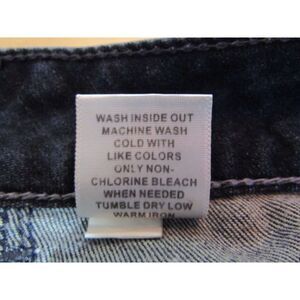 WASH INSIDE OUT
MACHINE WASH
COLD WITH
LIKE COLORS
ONLY NON-
CHLORINE BLEACH
WHEN NEEDED
TUMBLE DRY LOW
WARM IRON